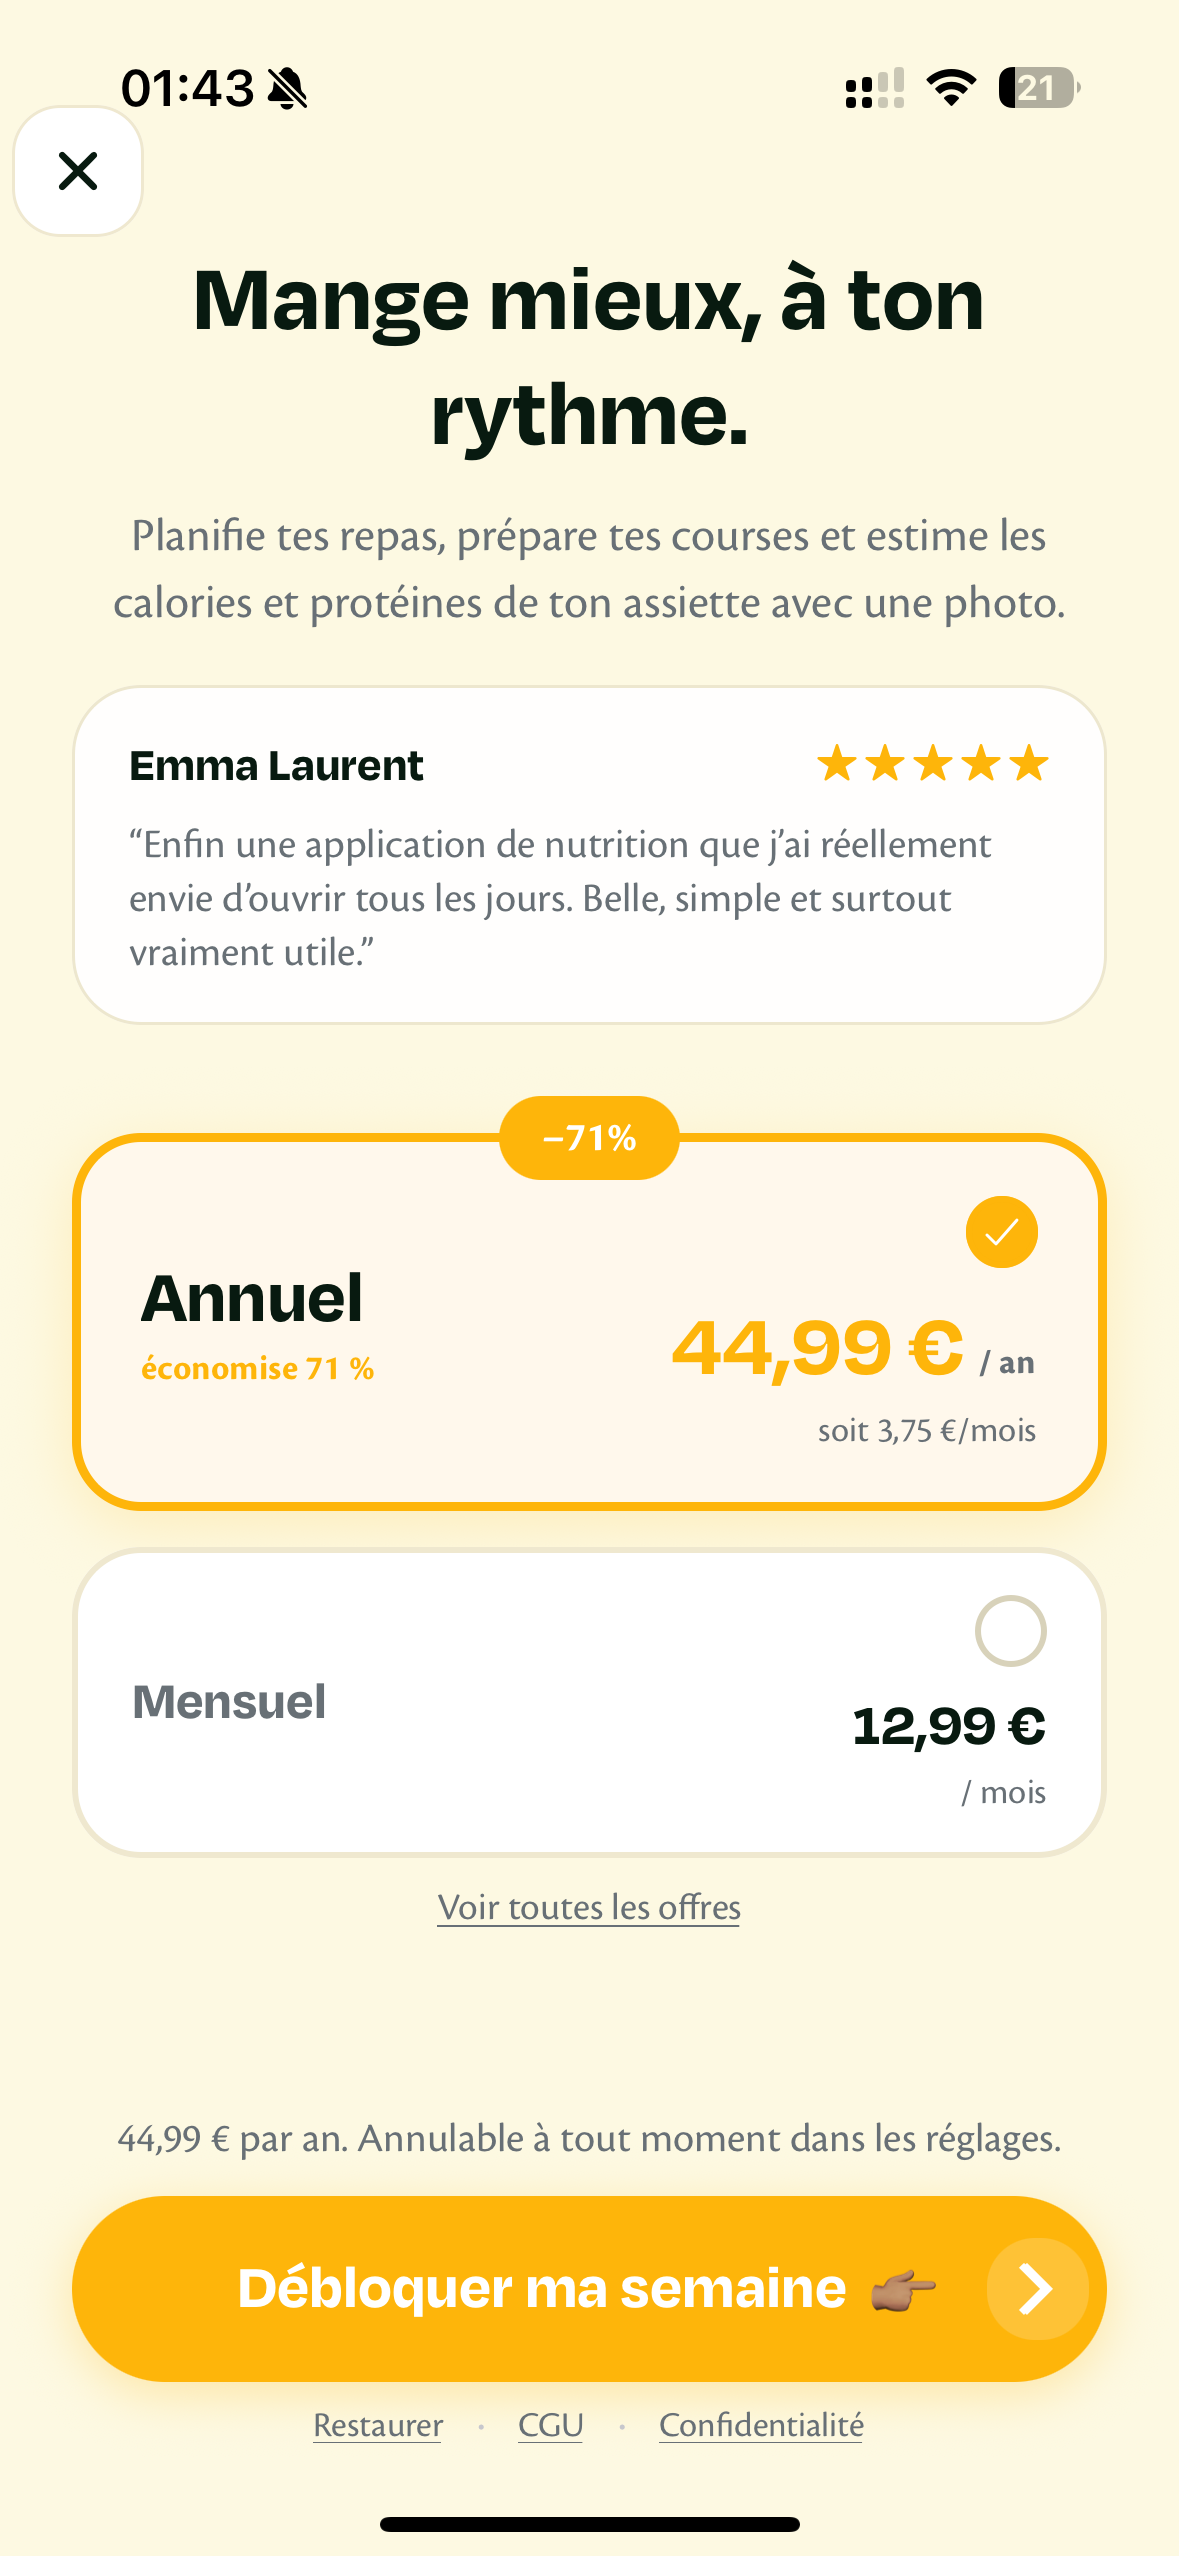 01:43
21
Mange mieux, à ton
rythme.
Planifie tes repas, prépare tes courses et estime les
calories et protéines de ton assiette avec une photo.
Emma Laurent
“Enfin une application de nutrition que j’ai réellement
envie d’ouvrir tous les jours. Belle, simple et surtout
vraiment utile.”
−71%
Annuel
économise 71 %
44,99 € / an
soit 3,75 €/mois
Mensuel
12,99 €
/ mois
Voir toutes les offres
44,99 € par an. Annulable à tout moment dans les réglages.
Débloquer ma semaine 👉🏽
Restaurer · CGU · Confidentialité